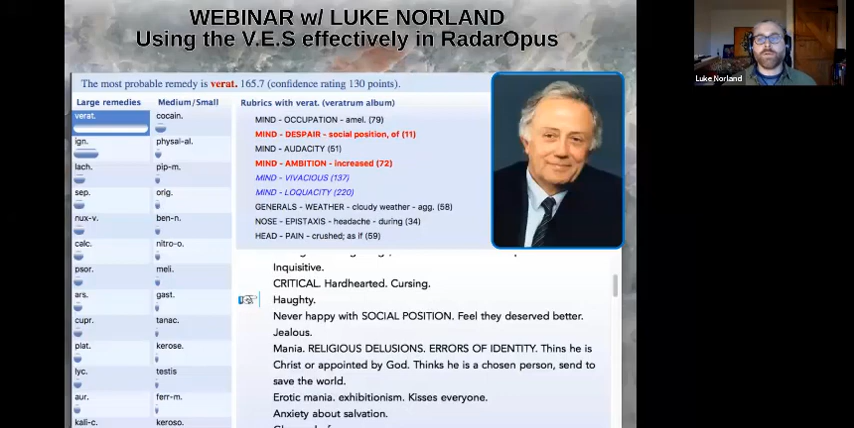 WEBINAR w/ LUKE NORLAND
Using the V.E.S effectively in RadarOpus
The most probable remedy is verat. 165.7 (confidence rating 130 points).
Large remedies
verat.
ign.
lach.
sep.
nux-v.
calc.
psor.
ars.
cupr.
plat.
lyc.
aur.
kali-c.
Medium/Small
cocain.
physal-al.
pip-m.
orig.
ben-n.
nitro-o.
meli.
gast.
tanac.
kerose.
testis
ferr-m.
keroso.
Rubrics with verat. (veratrum album)
MIND - OCCUPATION - amel. (79)
MIND - DESPAIR - social position, of (11)
MIND - AUDACITY (51)
MIND - AMBITION - increased (72)
MIND - VIVACIOUS (137)
MIND - LOQUACITY (220)
GENERALS - WEATHER - cloudy weather - agg. (58)
NOSE - EPISTAXIS - headache - during (34)
HEAD - PAIN - crushed; as if (59)
Inquisitive.
CRITICAL. Hardhearted. Cursing.
Haughty.
Never happy with SOCIAL POSITION. Feel they deserved better.
Jealous.
Mania. RELIGIOUS DELUSIONS. ERRORS OF IDENTITY. Thins he is
Christ or appointed by God. Thinks he is a chosen person, send to
save the world.
Erotic mania. exhibitionism. Kisses everyone.
Anxiety about salvation.
Luke Norland